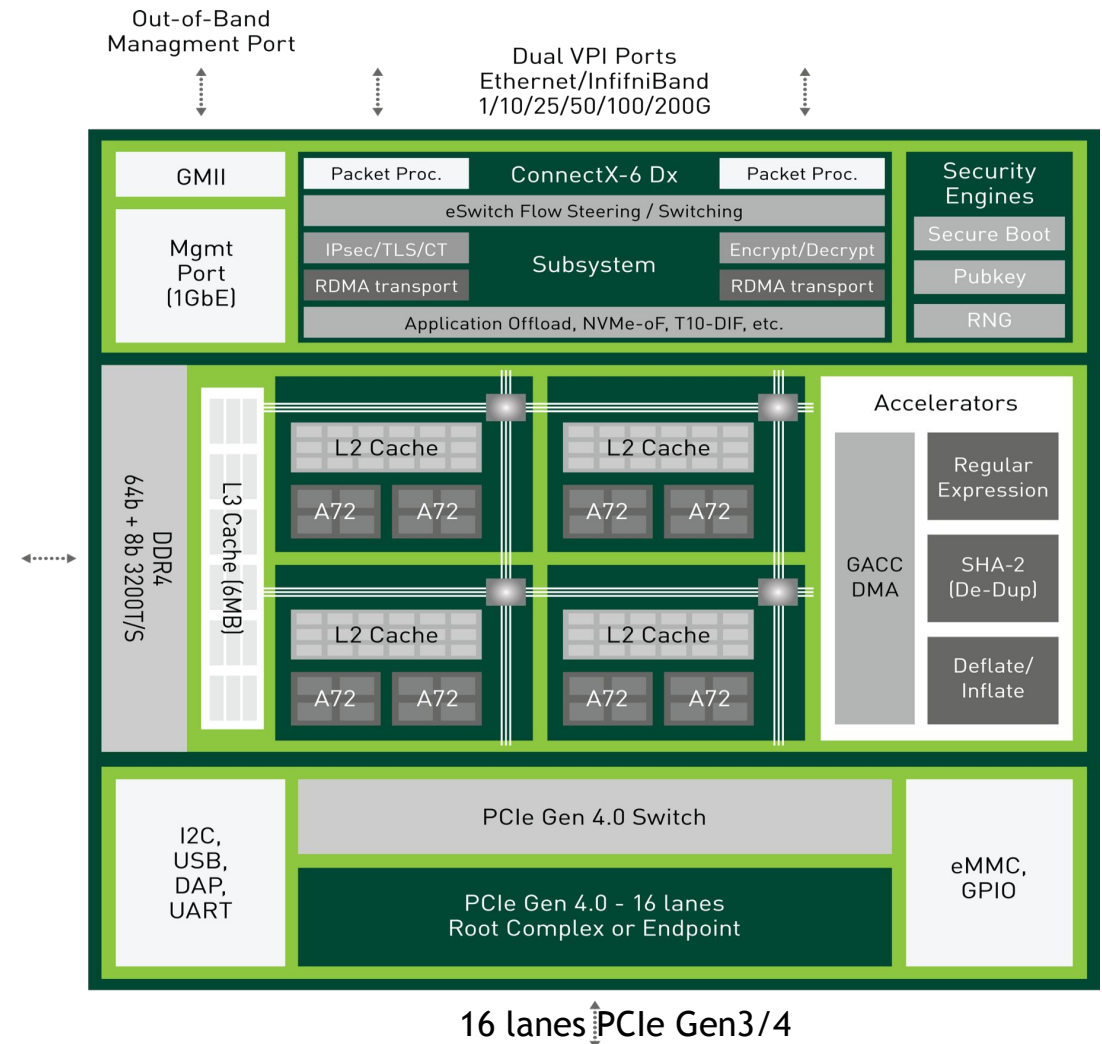 Out-of-Band
Managment Port
Dual VPI Ports
Ethernet/InfifniBand
1/10/25/50/100/200G
GMII
Mgmt
Port
(1GbE)
Packet Proc.
ConnectX-6 Dx
Packet Proc.
eSwitch Flow Steering / Switching
IPsec/TLS/CT
Subsystem
Encrypt/Decrypt
RDMA transport
RDMA transport
Application Offload, NVMe-oF, T10-DIF, etc.
Security
Engines
Secure Boot
Pubkey
RNG
DDR4
64b + 8b 3200T/S
L3 Cache (6MB)
L2 Cache
A72
A72
L2 Cache
A72
A72
L2 Cache
A72
A72
L2 Cache
A72
A72
Accelerators
GACC
DMA
Regular
Expression
SHA-2
(De-Dup)
Deflate/
Inflate
I2C,
USB,
DAP,
UART
PCIe Gen 4.0 Switch
PCIe Gen 4.0 - 16 lanes
Root Complex or Endpoint
eMMC,
GPIO
16 lanes PCIe Gen3/4